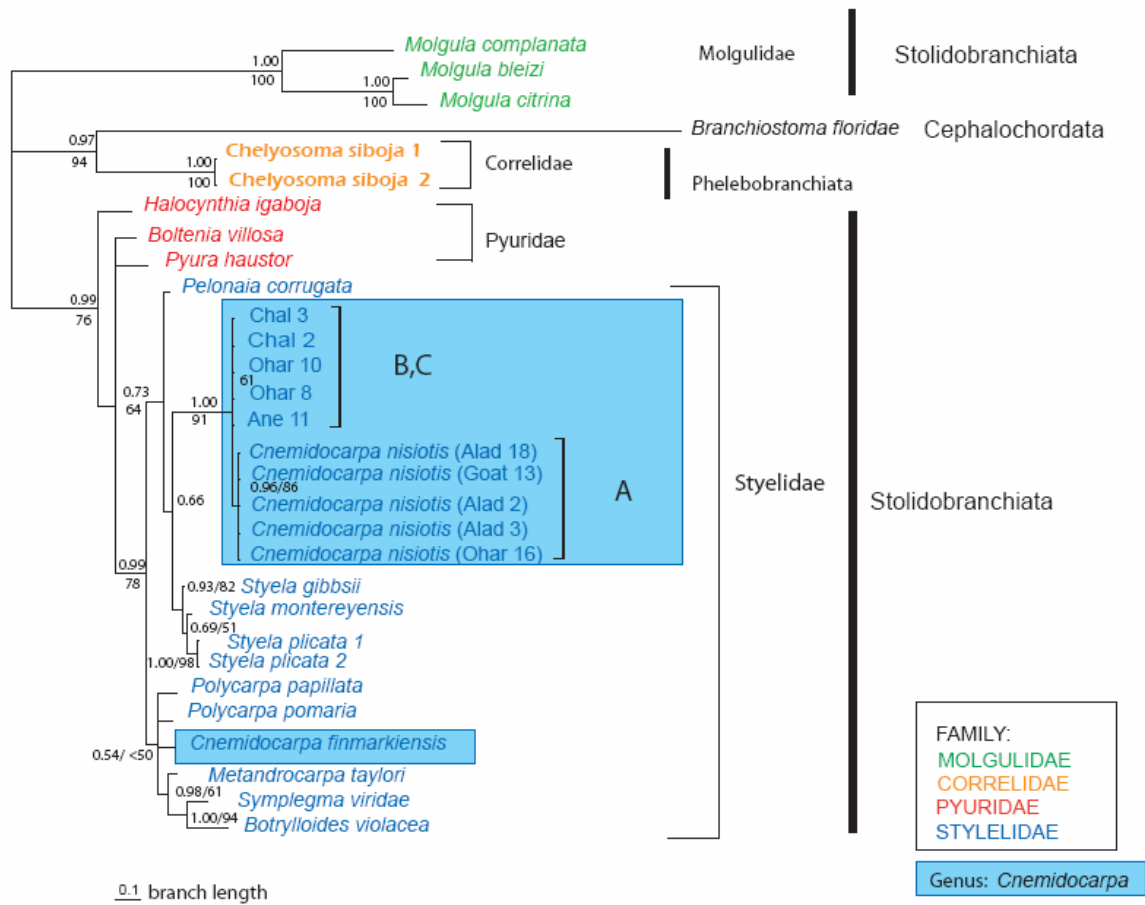 Molgula complanata
1.00
100
Molgula bleizi
1.00
100
Molgula citrina
Molgulidae
Stolidobranchiata
0.97
94
Branchiostoma floridae
Cephalochordata
Chelyosoma siboja 1
1.00
100
Chelyosoma siboja 2
Correlidae
Phelebobranchiata
Halocynthia igaboja
Boltenia villosa
Pyura haustor
Pyuridae
0.99
76
Pelonaia corrugata
Chal 3
Chal 2
Ohar 10
61
Ohar 8
Ane 11
B,C
0.73
64
1.00
91
Cnemidocarpa nisiotis (Alad 18)
Cnemidocarpa nisiotis (Goat 13)
0.96/86
Cnemidocarpa nisiotis (Alad 2)
Cnemidocarpa nisiotis (Alad 3)
Cnemidocarpa nisiotis (Ohar 16)
A
Styelidae
Stolidobranchiata
0.66
0.99
78
0.93/82
Styela gibbsii
Styela montereyensis
0.69/51
Styela plicata 1
1.00/98
Styela plicata 2
Polycarpa papillata
Polycarpa pomaria
Cnemidocarpa finmarkiensis
0.54/ <50
Metandrocarpa taylori
0.98/61
Symplegma viridae
1.00/94
Botrylloides violacea
FAMILY:
MOLGULIDAE
CORRELIDAE
PYURIDAE
STYLELIDAE
Genus: Cnemidocarpa
0.1 branch length